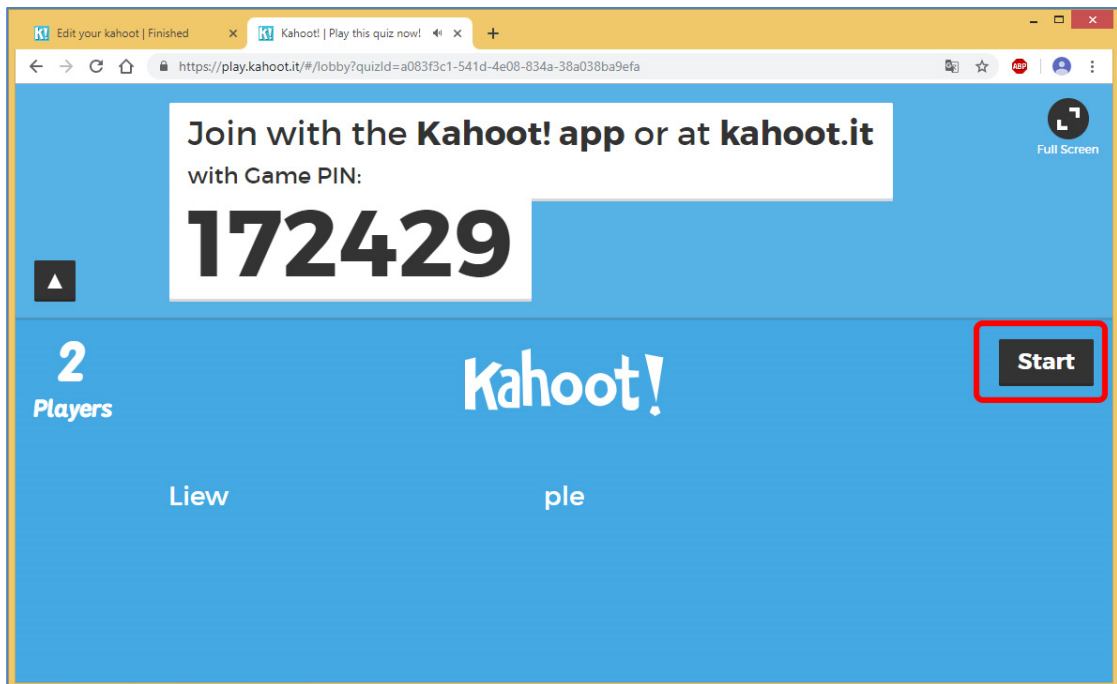 Edit your kahoot | Finished
Kahoot! | Play this quiz now!
https://play.kahoot.it/#/lobby?quizId=a083f3c1-541d-4e08-834a-38a038ba9efa
ABP
Join with the Kahoot! app or at kahoot.it
with Game PIN:
172429
Full Screen
2
Players
Kahoot!
Start
Liew
ple